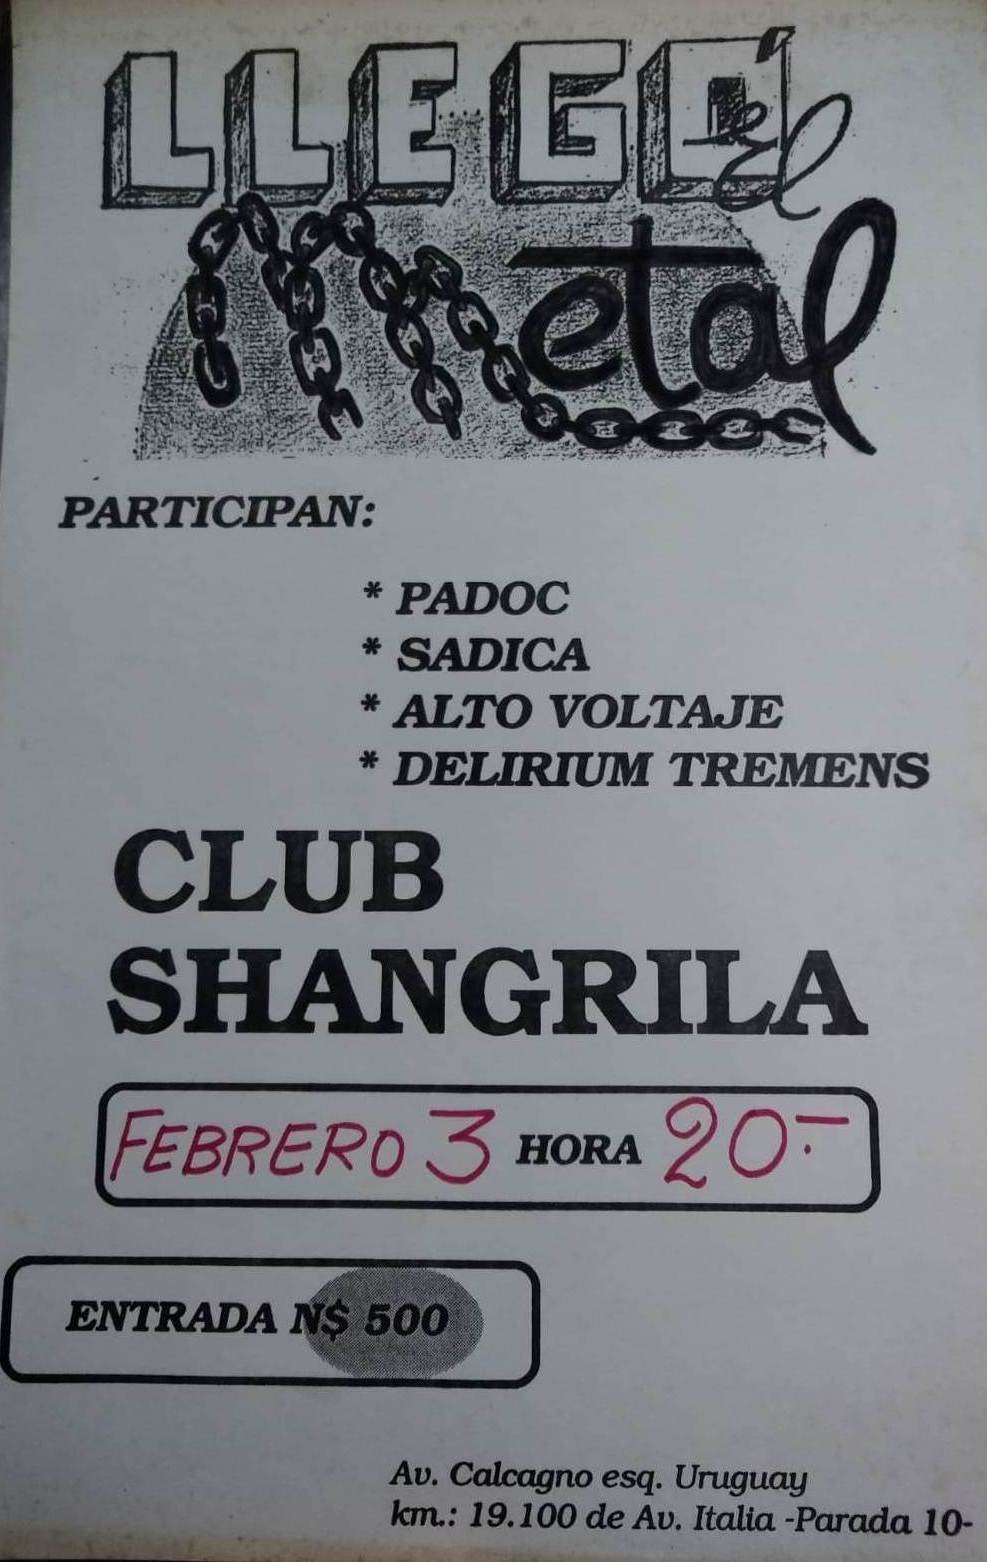 LLEGÓ el
Metal
PARTICIPAN:
* PADOC
* SADICA
* ALTO VOLTAJE
* DELIRIUM TREMENS
CLUB
SHANGRILA
FEBRERO 3 HORA 20.-
ENTRADA N$ 500
Av. Calcagno esq. Uruguay
km.: 19.100 de Av. Italia -Parada 10-